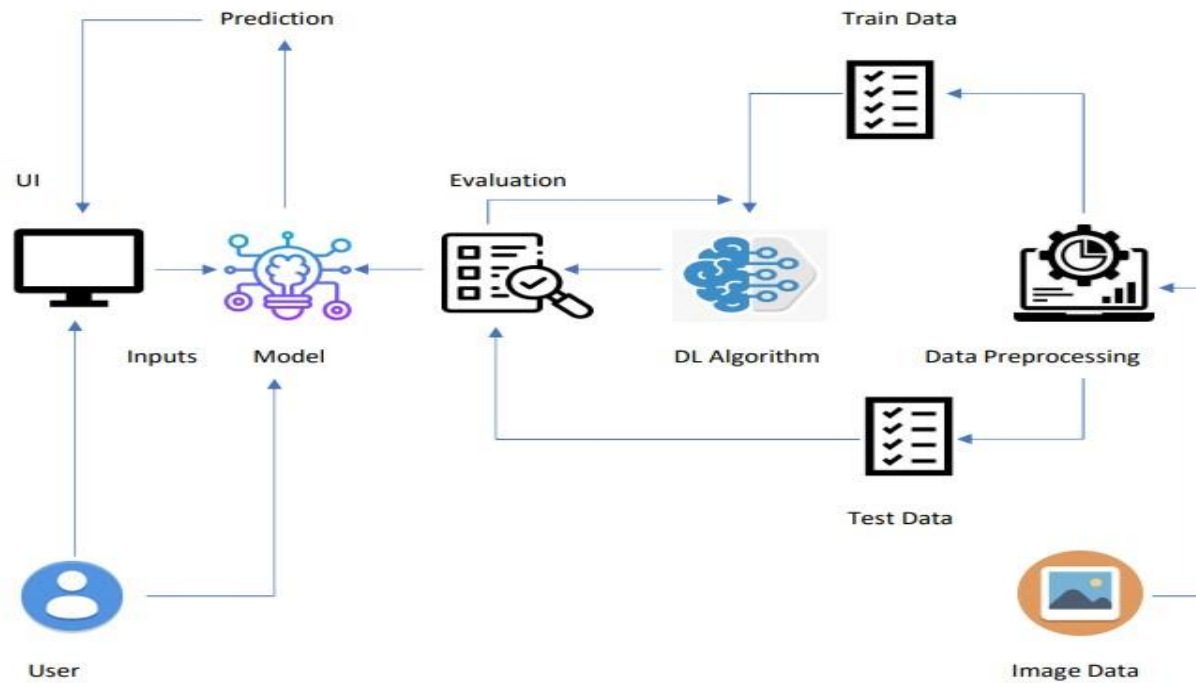 Prediction
Train Data
UI
Evaluation
Inputs
Model
DL Algorithm
Data Preprocessing
Test Data
User
Image Data